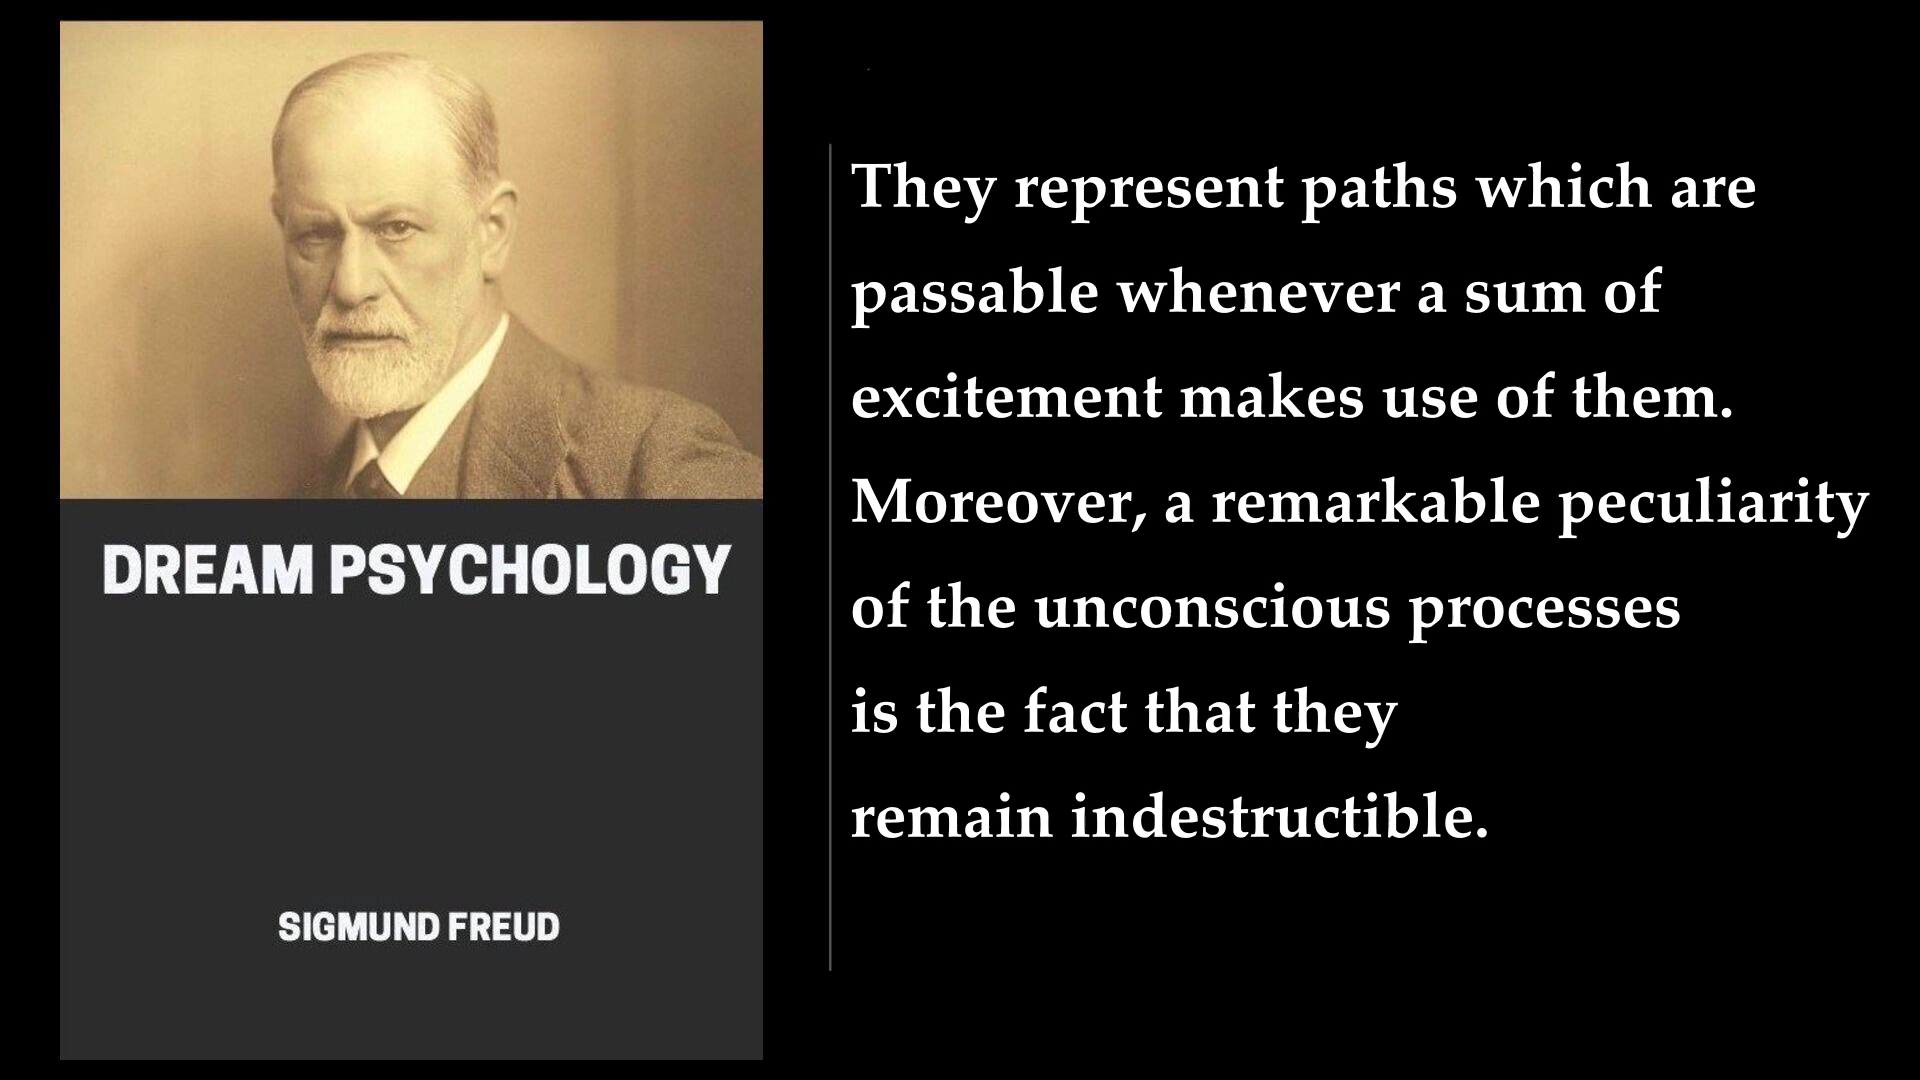 DREAM PSYCHOLOGY
SIGMUND FREUD
They represent paths which are
passable whenever a sum of
excitement makes use of them.
Moreover, a remarkable peculiarity
of the unconscious processes
is the fact that they
remain indestructible.